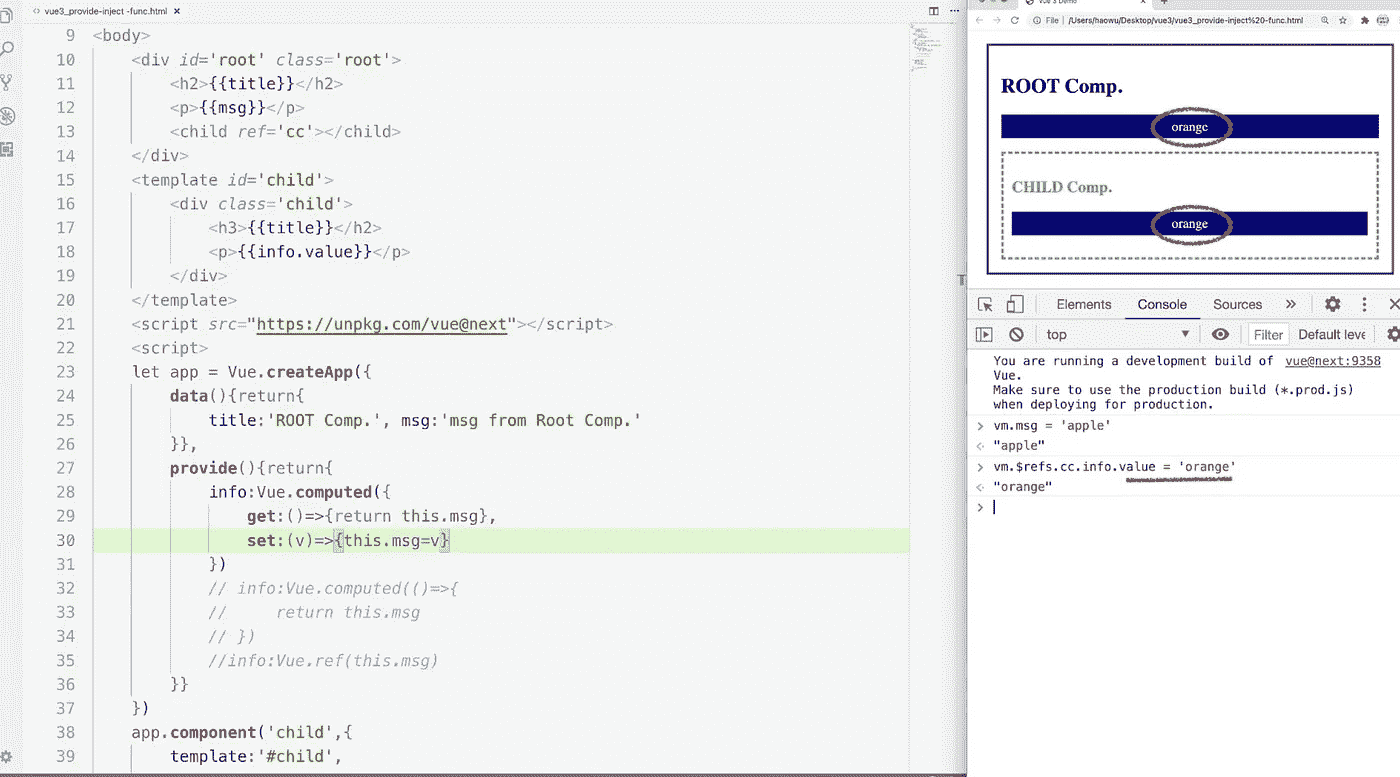 vue3_provide-inject -func.html
9 <body>
10 <div id='root' class='root'>
11 <h2>{{title}}</h2>
12 <p>{{msg}}</p>
13 <child ref='cc'></child>
14 </div>
15 <template id='child'>
16 <div class='child'>
17 <h3>{{title}}</h2>
18 <p>{{info.value}}</p>
19 </div>
20 </template>
21 <script src="https://unpkg.com/vue@next"></script>
22 <script>
23 let app = Vue.createApp({
24 data(){return{
25 title:'ROOT Comp.', msg:'msg from Root Comp.'
26 }},
27 provide(){return{
28 info:Vue.computed({
29 get:()=>{return this.msg},
30 set:(v)=>{this.msg=v}
31 })
32 // info:Vue.computed(()=>{
33 // return this.msg
34 // })
35 //info:Vue.ref(this.msg)
36 }}
37 })
38 app.component('child',{
39 template:'#child',
Vue 3 Demo
File /Users/haowu/Desktop/vue3/vue3_provide-inject%20-func.html
ROOT Comp.
orange
CHILD Comp.
orange
Elements Console Sources
top Filter Default leve
You are running a development build of vue@next:9358
Vue.
Make sure to use the production build (*.prod.js)
when deploying for production.
vm.msg = 'apple'
"apple"
vm.$refs.cc.info.value = 'orange'
"orange"